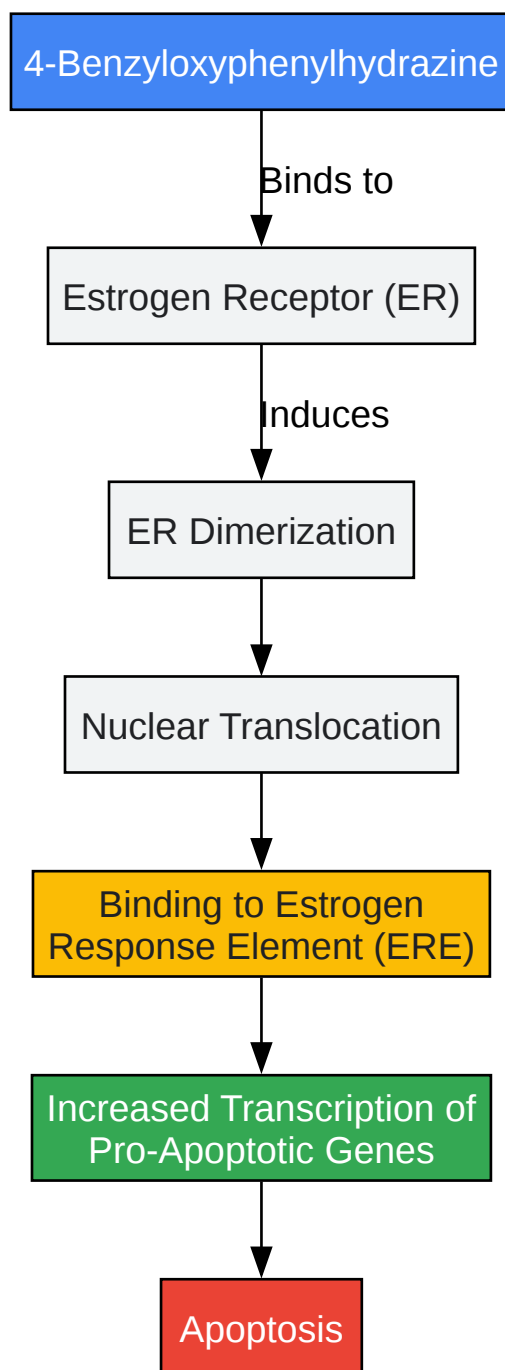 4-Benzyloxyphenylhydrazine
Binds to
Estrogen Receptor (ER)
Induces
ER Dimerization
Nuclear Translocation
Binding to Estrogen
Response Element (ERE)
Increased Transcription of
Pro-Apoptotic Genes
Apoptosis